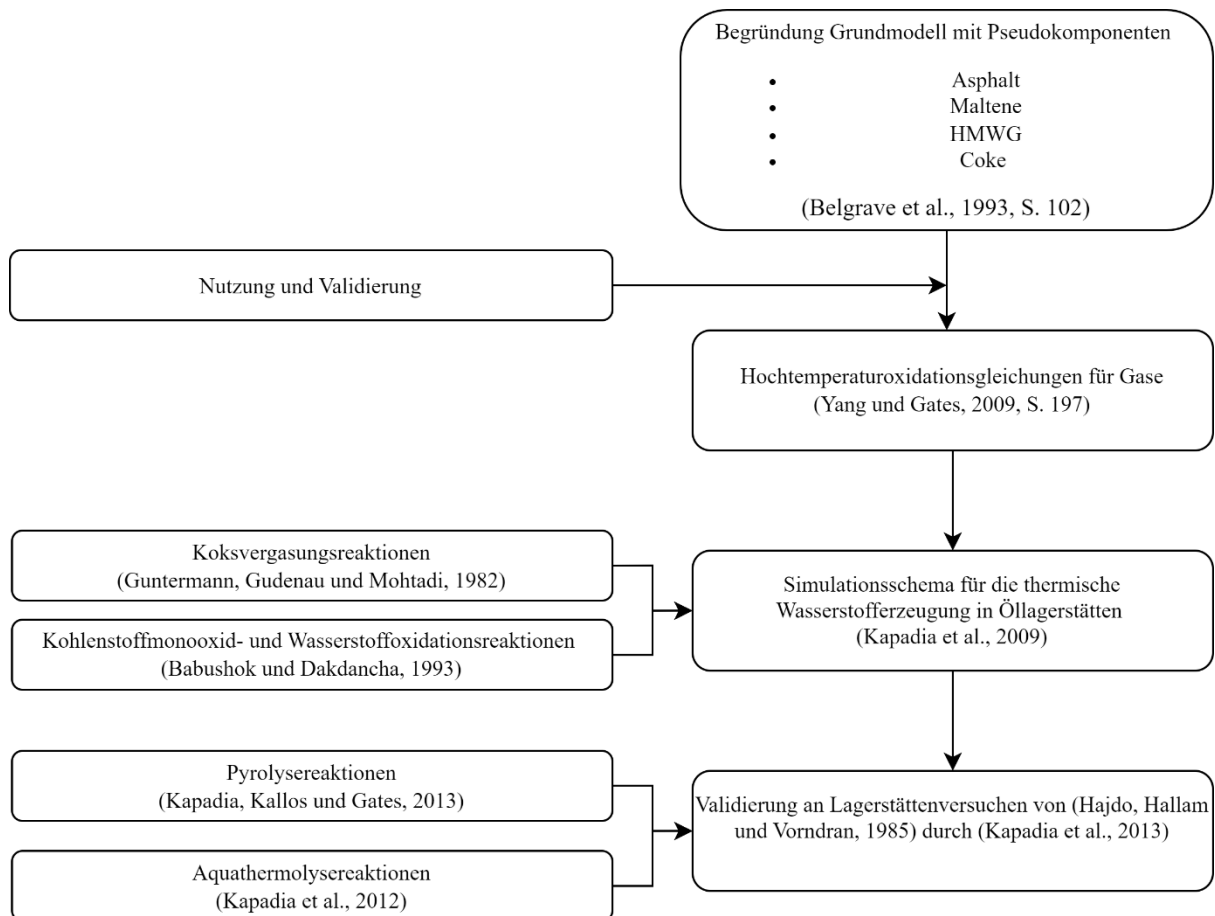 Begründung Grundmodell mit Pseudokomponenten
• Asphalt
• Maltene
• HMWG
• Coke
(Belgrave et al., 1993, S. 102)
Nutzung und Validierung
Hochtemperaturoxidationsgleichungen für Gase
(Yang und Gates, 2009, S. 197)
Koksvergasungsreaktionen
(Guntermann, Gudenau und Mohtadi, 1982)
Kohlenstoffmonooxid- und Wasserstoffoxidationsreaktionen
(Babushok und Dakdancha, 1993)
Simulationsschema für die thermische
Wasserstofferzeugung in Öllagerstätten
(Kapadia et al., 2009)
Pyrolysereaktionen
(Kapadia, Kallos und Gates, 2013)
Aquathermolysereaktionen
(Kapadia et al., 2012)
Validierung an Lagerstättenversuchen von (Hajdo, Hallam
und Vorndran, 1985) durch (Kapadia et al., 2013)